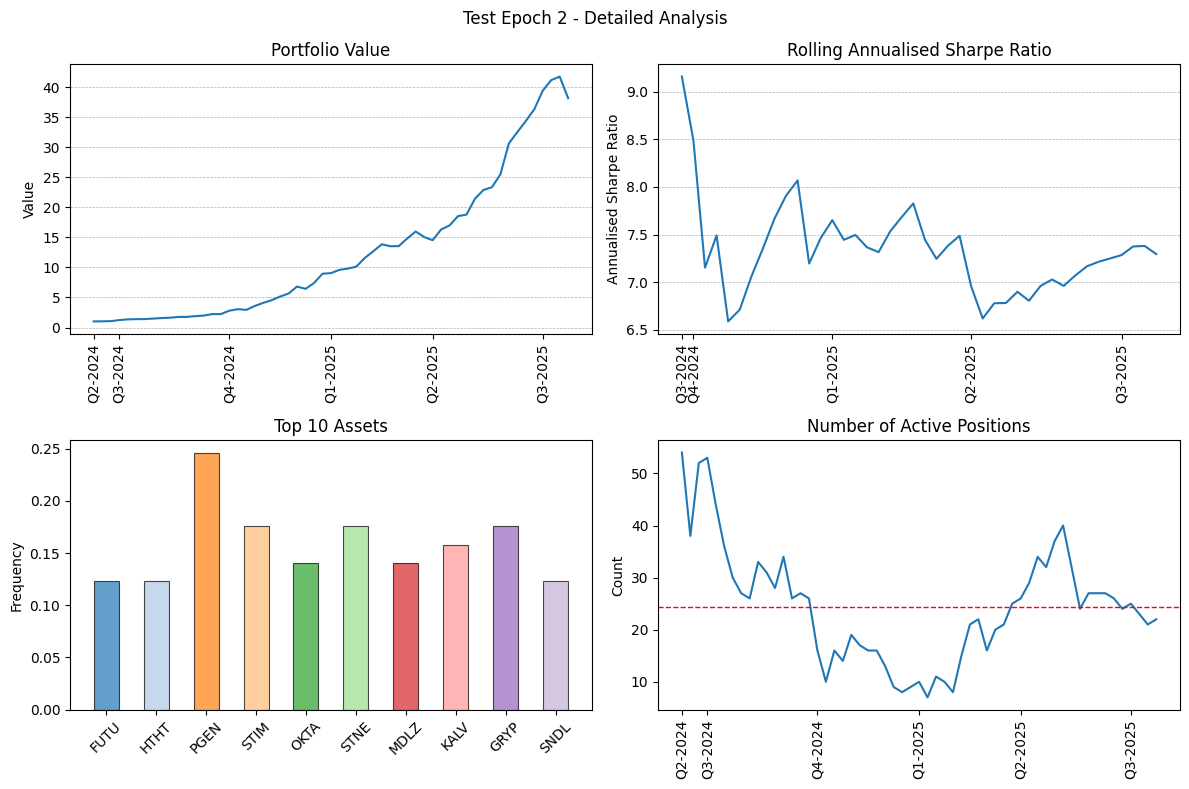 Test Epoch 2 - Detailed Analysis
Portfolio Value
Value
40
35
30
25
20
15
10
5
0
Q2-2024
Q3-2024
Q4-2024
Q1-2025
Q2-2025
Q3-2025
Rolling Annualised Sharpe Ratio
Annualised Sharpe Ratio
9.0
8.5
8.0
7.5
7.0
6.5
Q3-2024
Q4-2024
Q1-2025
Q2-2025
Q3-2025
Top 10 Assets
Frequency
0.25
0.20
0.15
0.10
0.05
0.00
FUTU
HTHT
PGEN
STIM
OKTA
STNE
MDLZ
KALV
GRYP
SNDL
Number of Active Positions
Count
50
40
30
20
10
Q2-2024
Q3-2024
Q4-2024
Q1-2025
Q2-2025
Q3-2025